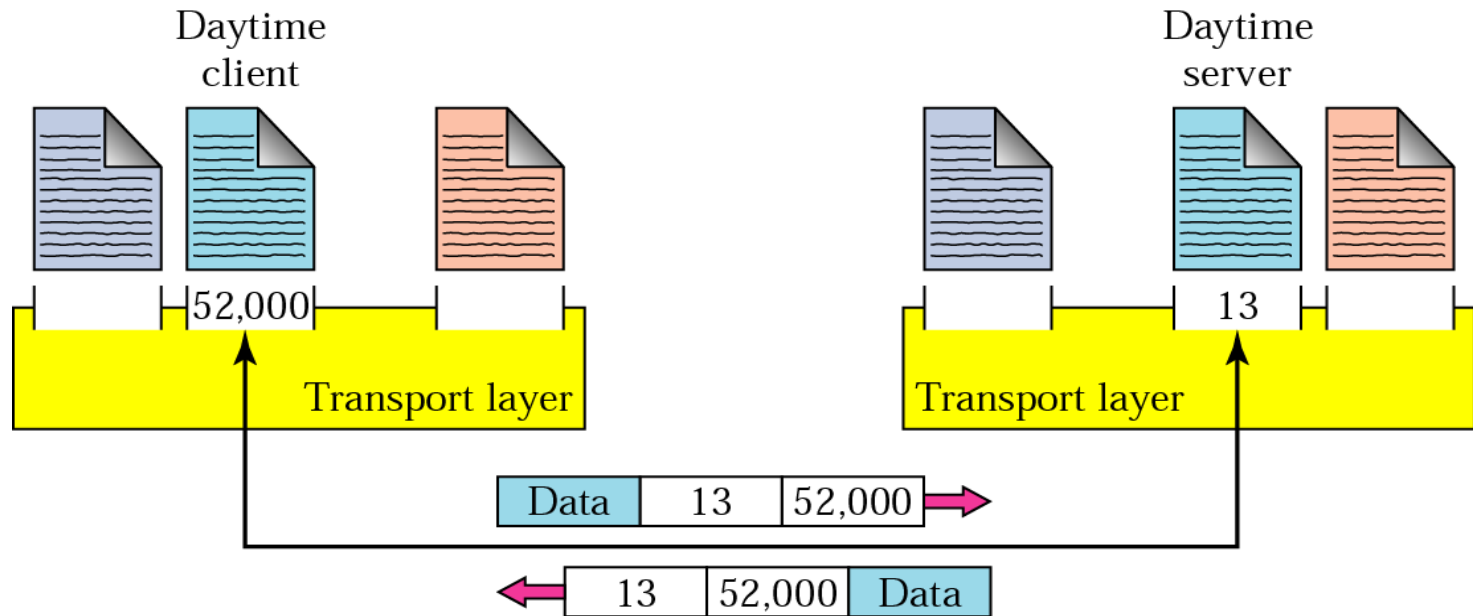 Daytime
client
Daytime
server
52,000
13
Transport layer
Transport layer
Data 13 52,000
13 52,000 Data